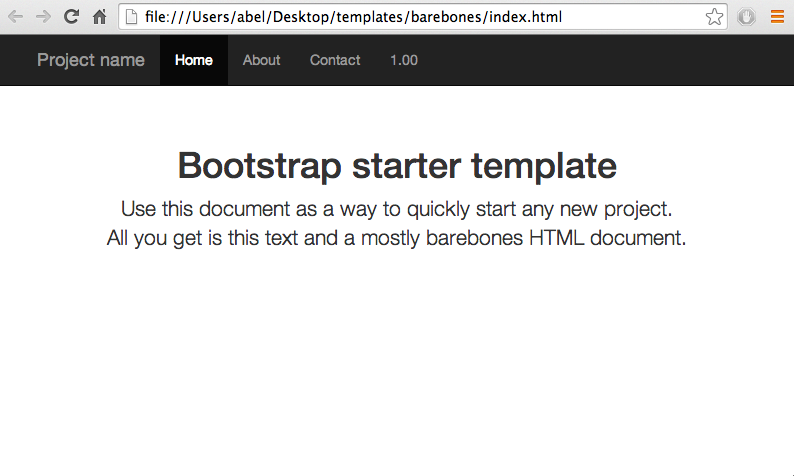 file:///Users/abel/Desktop/templates/barebones/index.html
Project name Home About Contact 1.00
Bootstrap starter template
Use this document as a way to quickly start any new project.
All you get is this text and a mostly barebones HTML document.